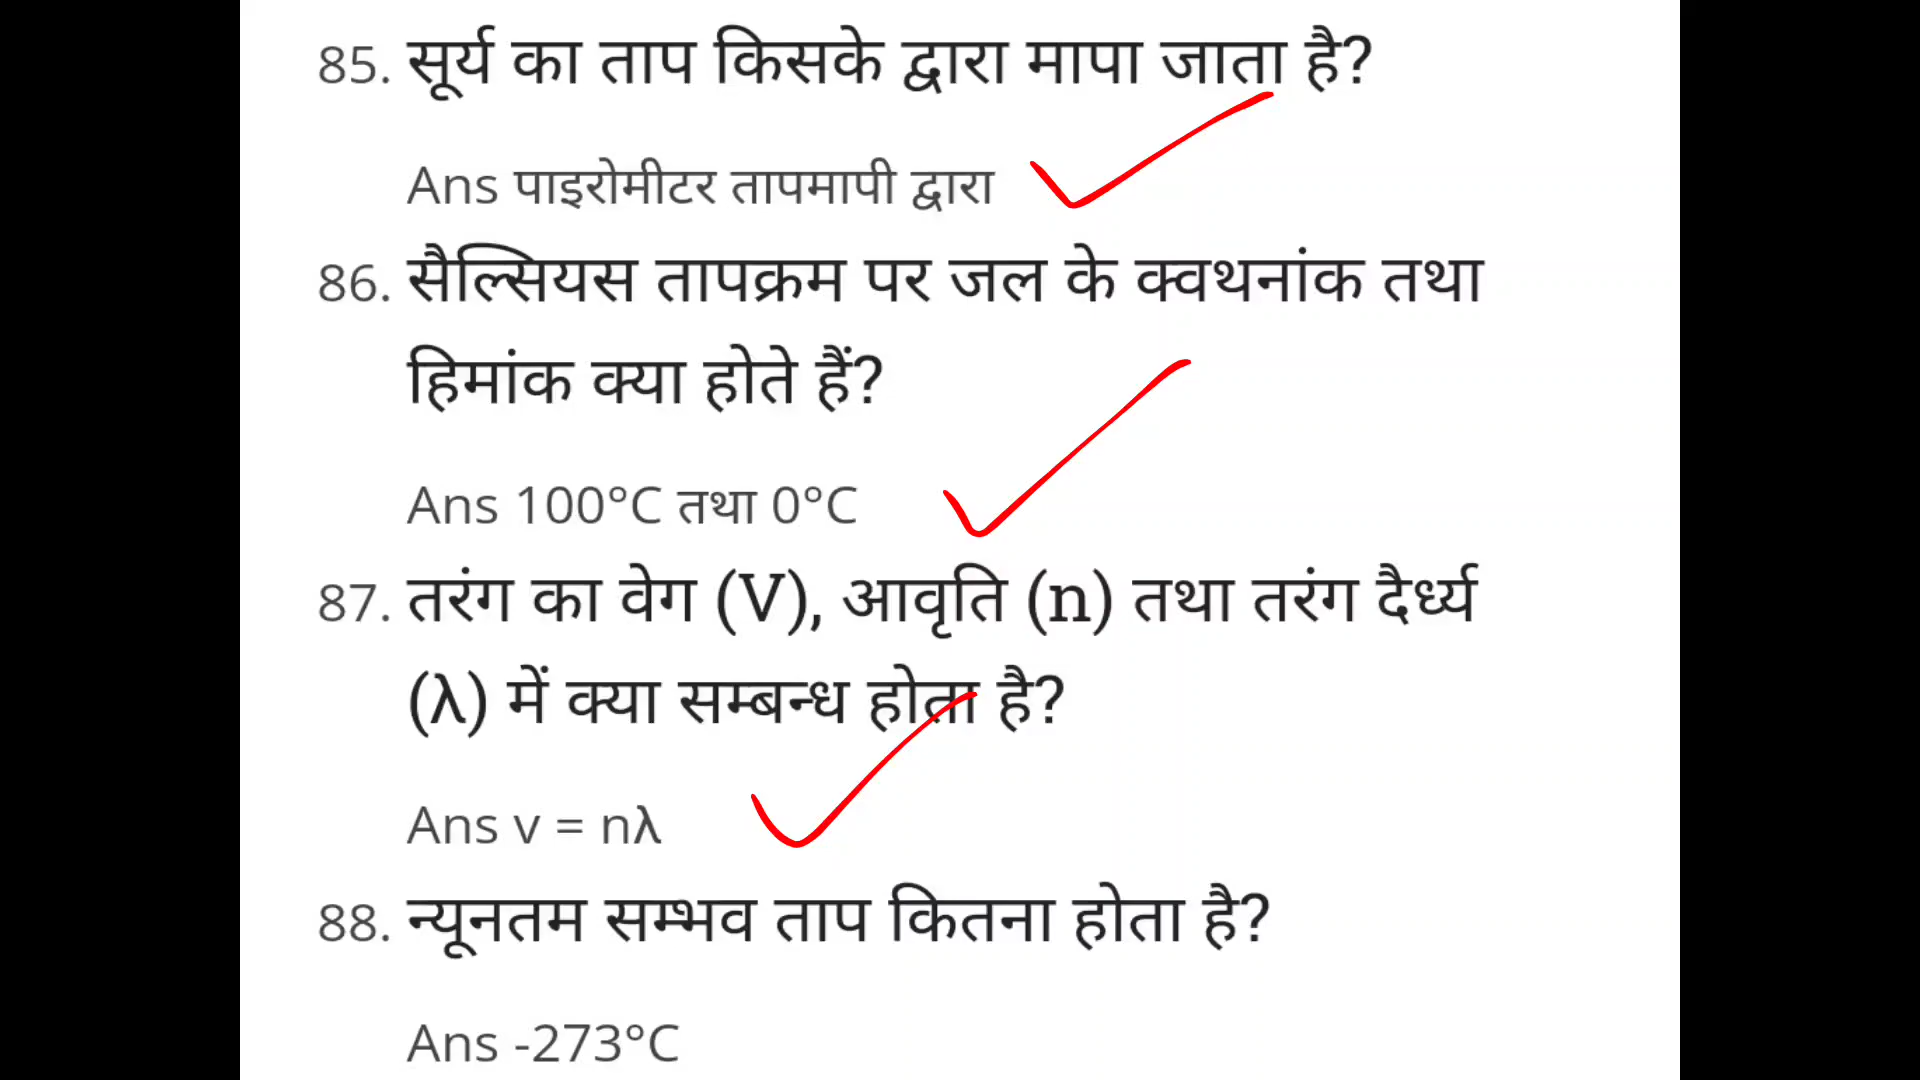 85. सूर्य का ताप किसके द्वारा मापा जाता है?
Ans पाइरोमीटर तापमापी द्वारा
86. सैल्सियस तापक्रम पर जल के क्वथनांक तथा
हिमांक क्या होते हैं?
Ans 100°C तथा 0°C
87. तरंग का वेग (V), आवृति (n) तथा तरंग दैर्ध्य
(λ) में क्या सम्बन्ध होता है?
Ans v = nλ
88. न्यूनतम सम्भव ताप कितना होता है?
Ans -273°C